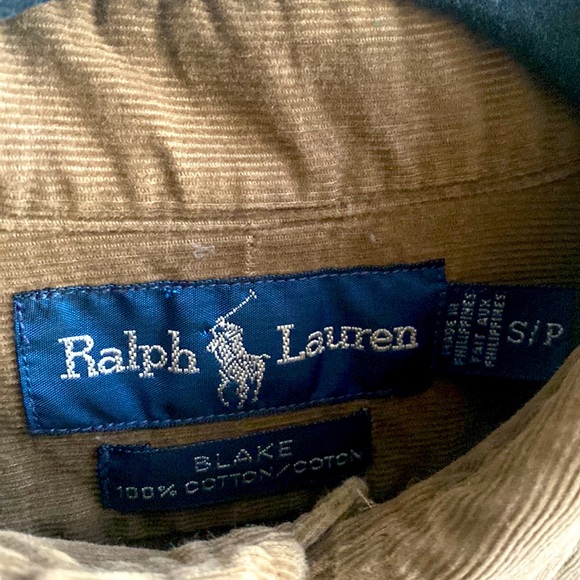 Ralph Lauren
MADE IN
PHILIPPINES
FAIT AUX
PHILIPPINES
S/P
BLAKE
100% COTTON/COTON